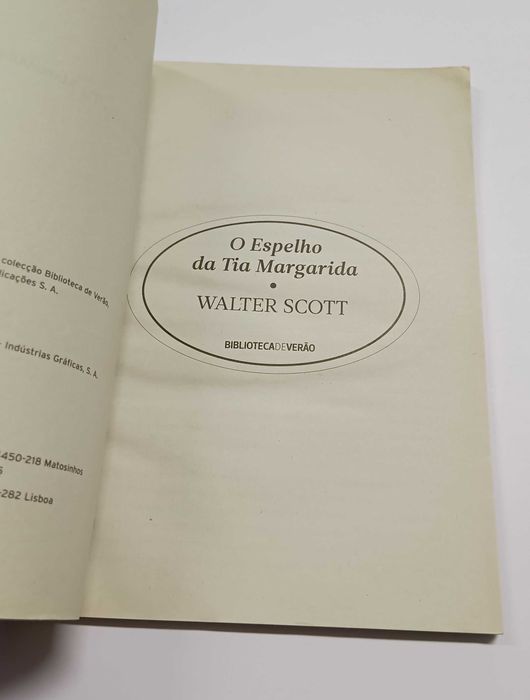 colecção Biblioteca de Verão,
licações S. A.
Indústrias Gráficas, S. A.
450-218 Matosinhos
-282 Lisboa
O Espelho
da Tia Margarida
•
WALTER SCOTT
BIBLIOTECADEVERÃO